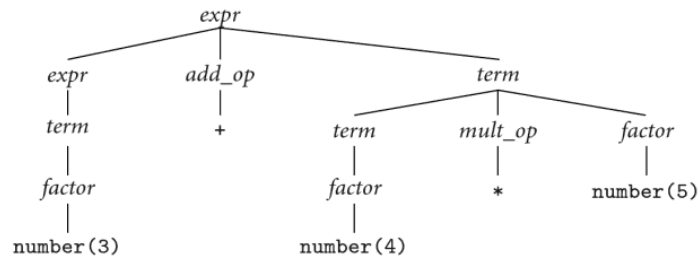 expr
expr add_op term
term + term mult_op factor
factor factor * number(5)
number(3) number(4)